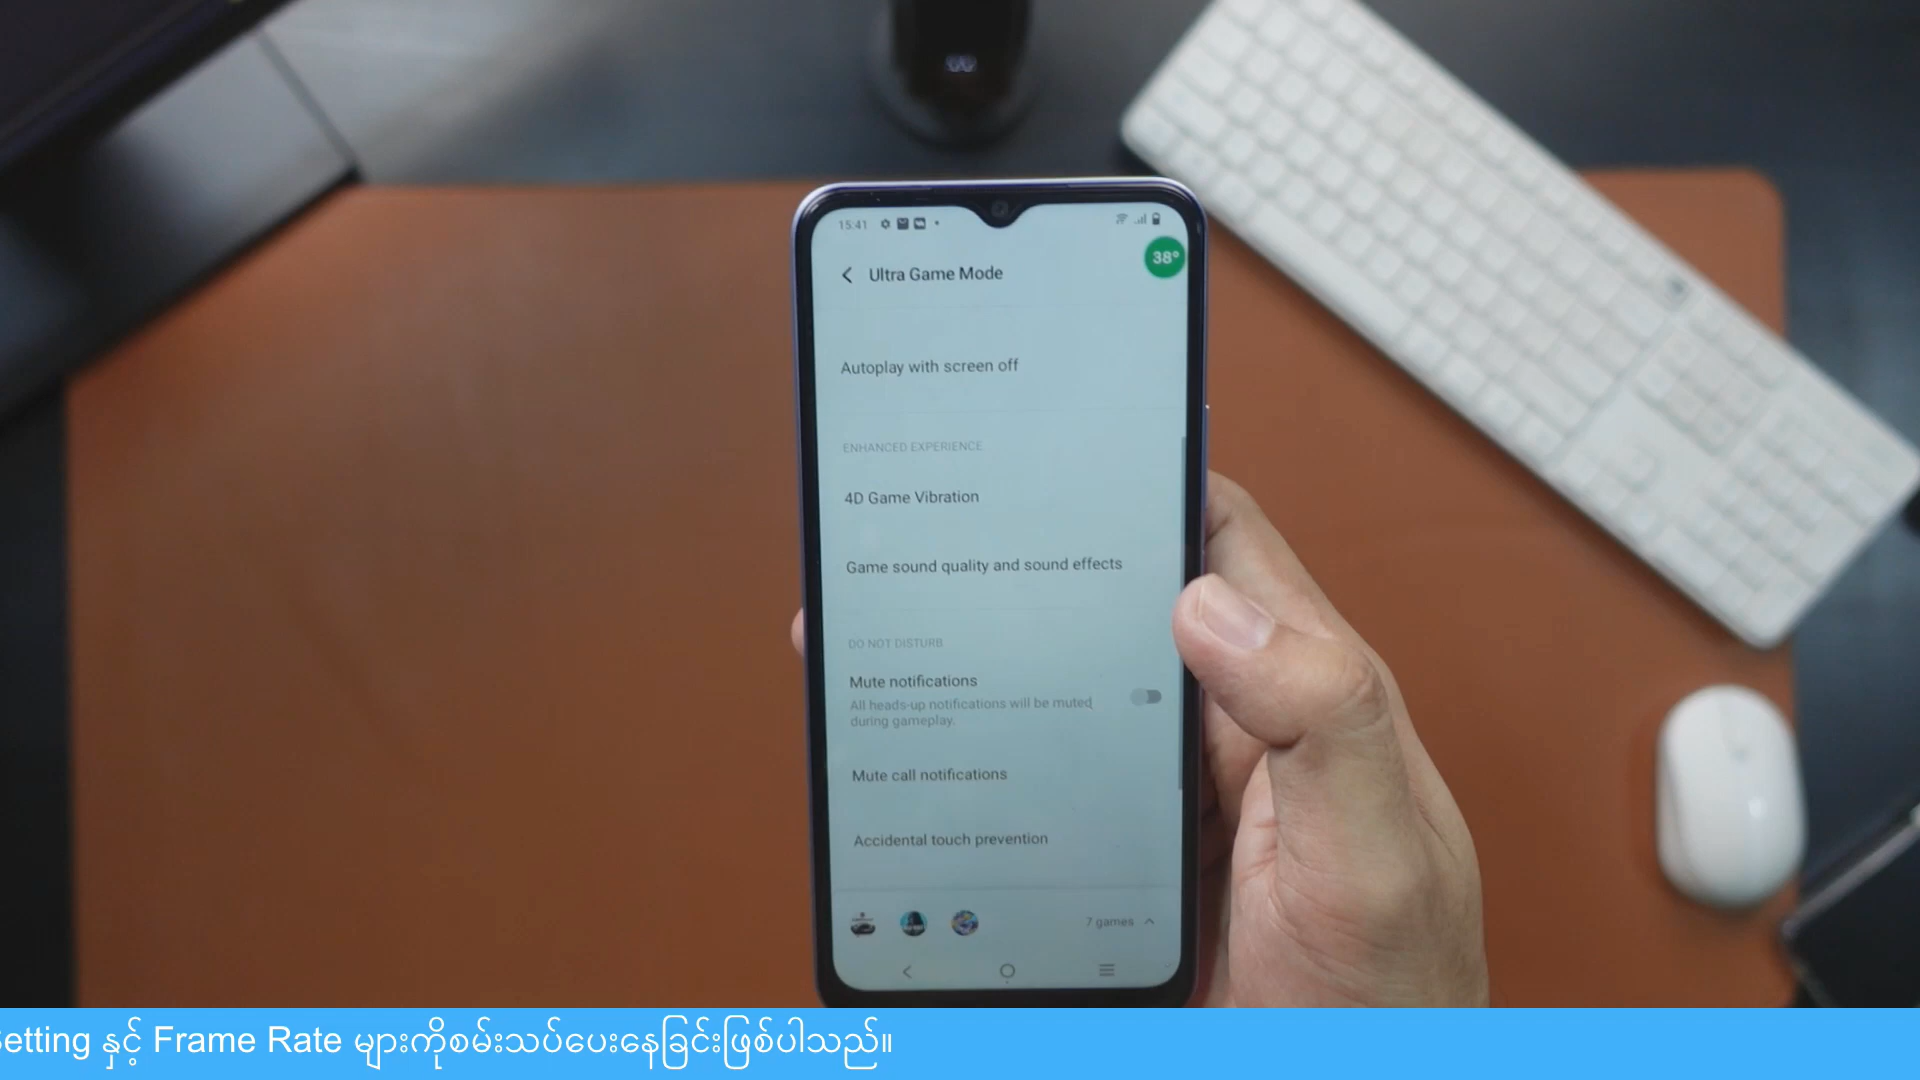 15:41
38°
Ultra Game Mode
Autoplay with screen off
ENHANCED EXPERIENCE
4D Game Vibration
Game sound quality and sound effects
DO NOT DISTURB
Mute notifications
All heads-up notifications will be muted
during gameplay.
Mute call notifications
Accidental touch prevention
7 games
Setting နှင့် Frame Rate များကိုစမ်းသပ်ပေးနေခြင်းဖြစ်ပါသည်။